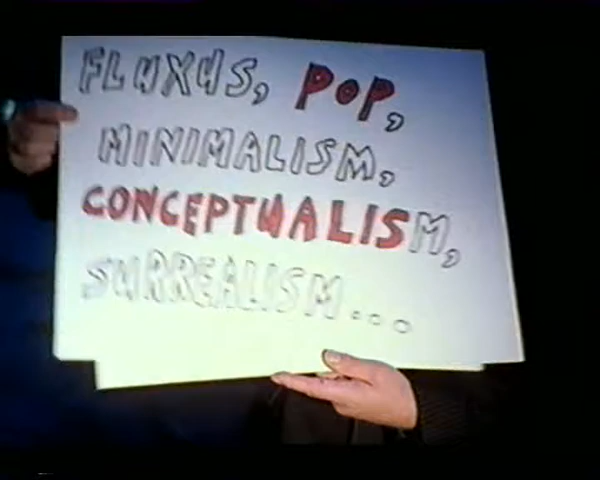 FLUXUS, POP,
MINIMALISM,
CONCEPTUALISM,
SURREALISM...